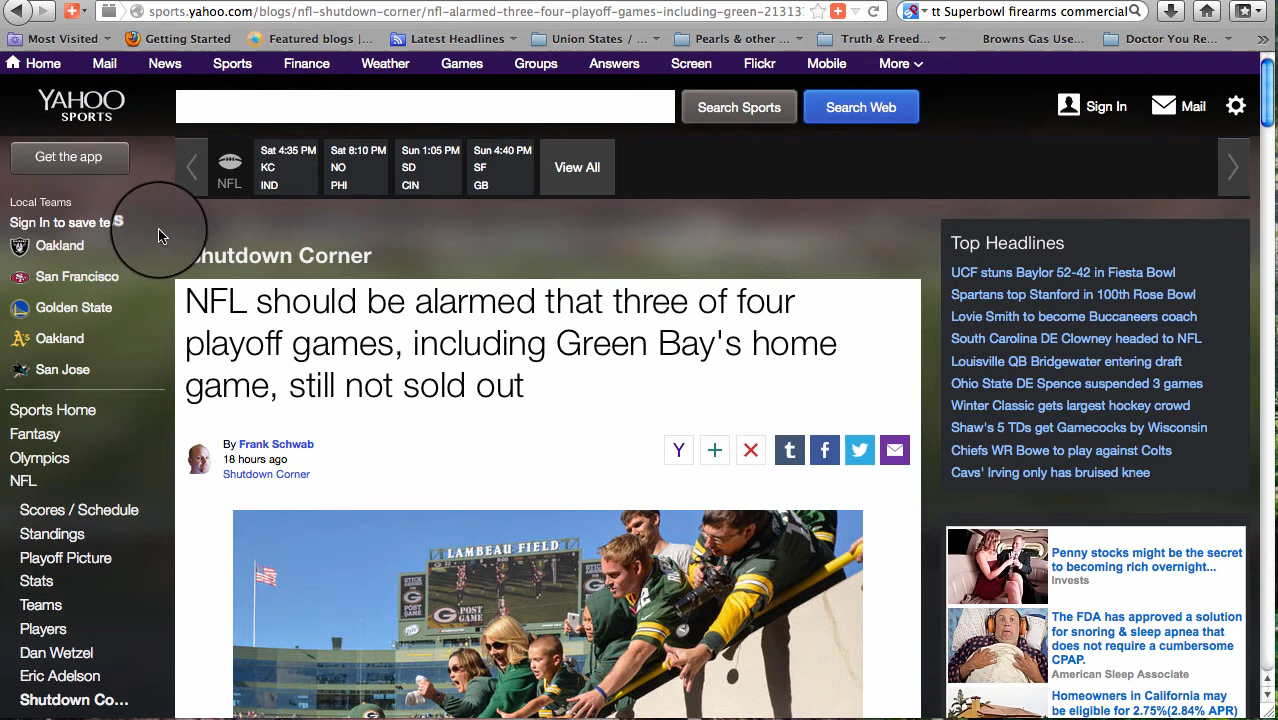 sports.yahoo.com/blogs/nfl-shutdown-corner/nfl-alarmed-three-four-playoff-games-including-green-21313
tt Superbowl firearms commercial
Most Visited
Getting Started
Featured blogs |...
Latest Headlines
Union States / ...
Pearls & other ...
Truth & Freed...
Browns Gas Use...
Doctor You Re...
Home Mail News Sports Finance Weather Games Groups Answers Screen Flickr Mobile More
YAHOO
SPORTS
Search Sports
Search Web
Sign In
Mail
Get the app
NFL
Sat 4:35 PM
KC
IND
Sat 8:10 PM
NO
PHI
Sun 1:05 PM
SD
CIN
Sun 4:40 PM
SF
GB
View All
Local Teams
Sign In to save te S
Oakland
San Francisco
Golden State
Oakland
San Jose
Sports Home
Fantasy
Olympics
NFL
Scores / Schedule
Standings
Playoff Picture
Stats
Teams
Players
Dan Wetzel
Eric Adelson
Shutdown Co...
Shutdown Corner
NFL should be alarmed that three of four
playoff games, including Green Bay's home
game, still not sold out
By Frank Schwab
18 hours ago
Shutdown Corner
LAMBEAU FIELD
POST
GAME
POST
GAME
Top Headlines
UCF stuns Baylor 52-42 in Fiesta Bowl
Spartans top Stanford in 100th Rose Bowl
Lovie Smith to become Buccaneers coach
South Carolina DE Clowney headed to NFL
Louisville QB Bridgewater entering draft
Ohio State DE Spence suspended 3 games
Winter Classic gets largest hockey crowd
Shaw's 5 TDs get Gamecocks by Wisconsin
Chiefs WR Bowe to play against Colts
Cavs' Irving only has bruised knee
Penny stocks might be the secret
to becoming rich overnight...
Invests
The FDA has approved a solution
for snoring & sleep apnea that
does not require a cumbersome
CPAP.
American Sleep Associate
Homeowners in California may
be eligible for 2.75%(2.84% APR)